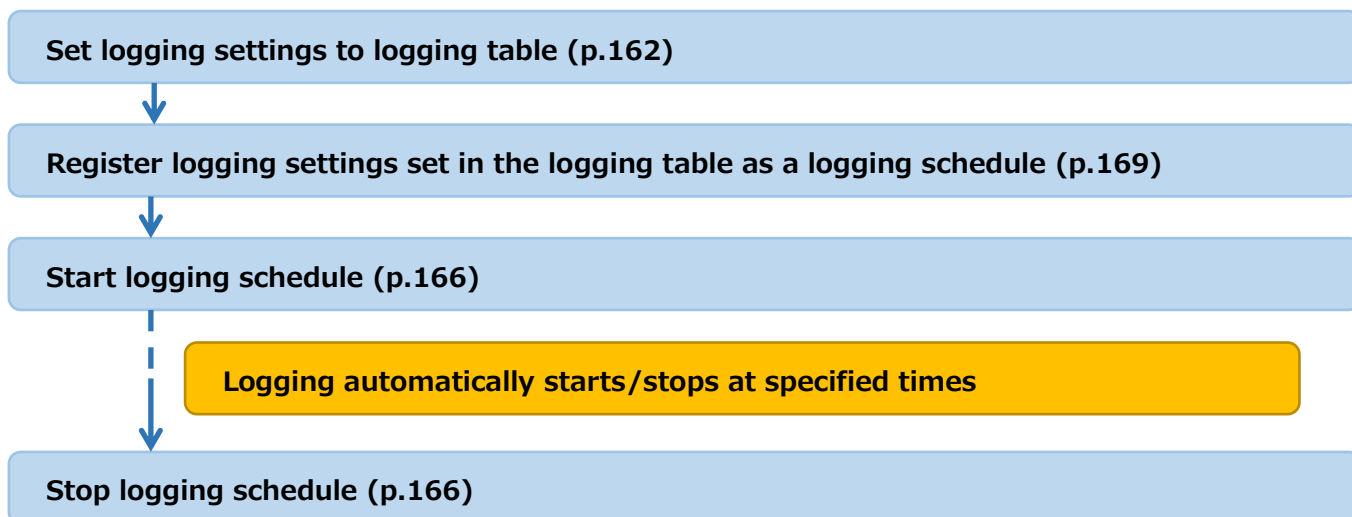 Set logging settings to logging table (p.162)
Register logging settings set in the logging table as a logging schedule (p.169)
Start logging schedule (p.166)
Logging automatically starts/stops at specified times
Stop logging schedule (p.166)